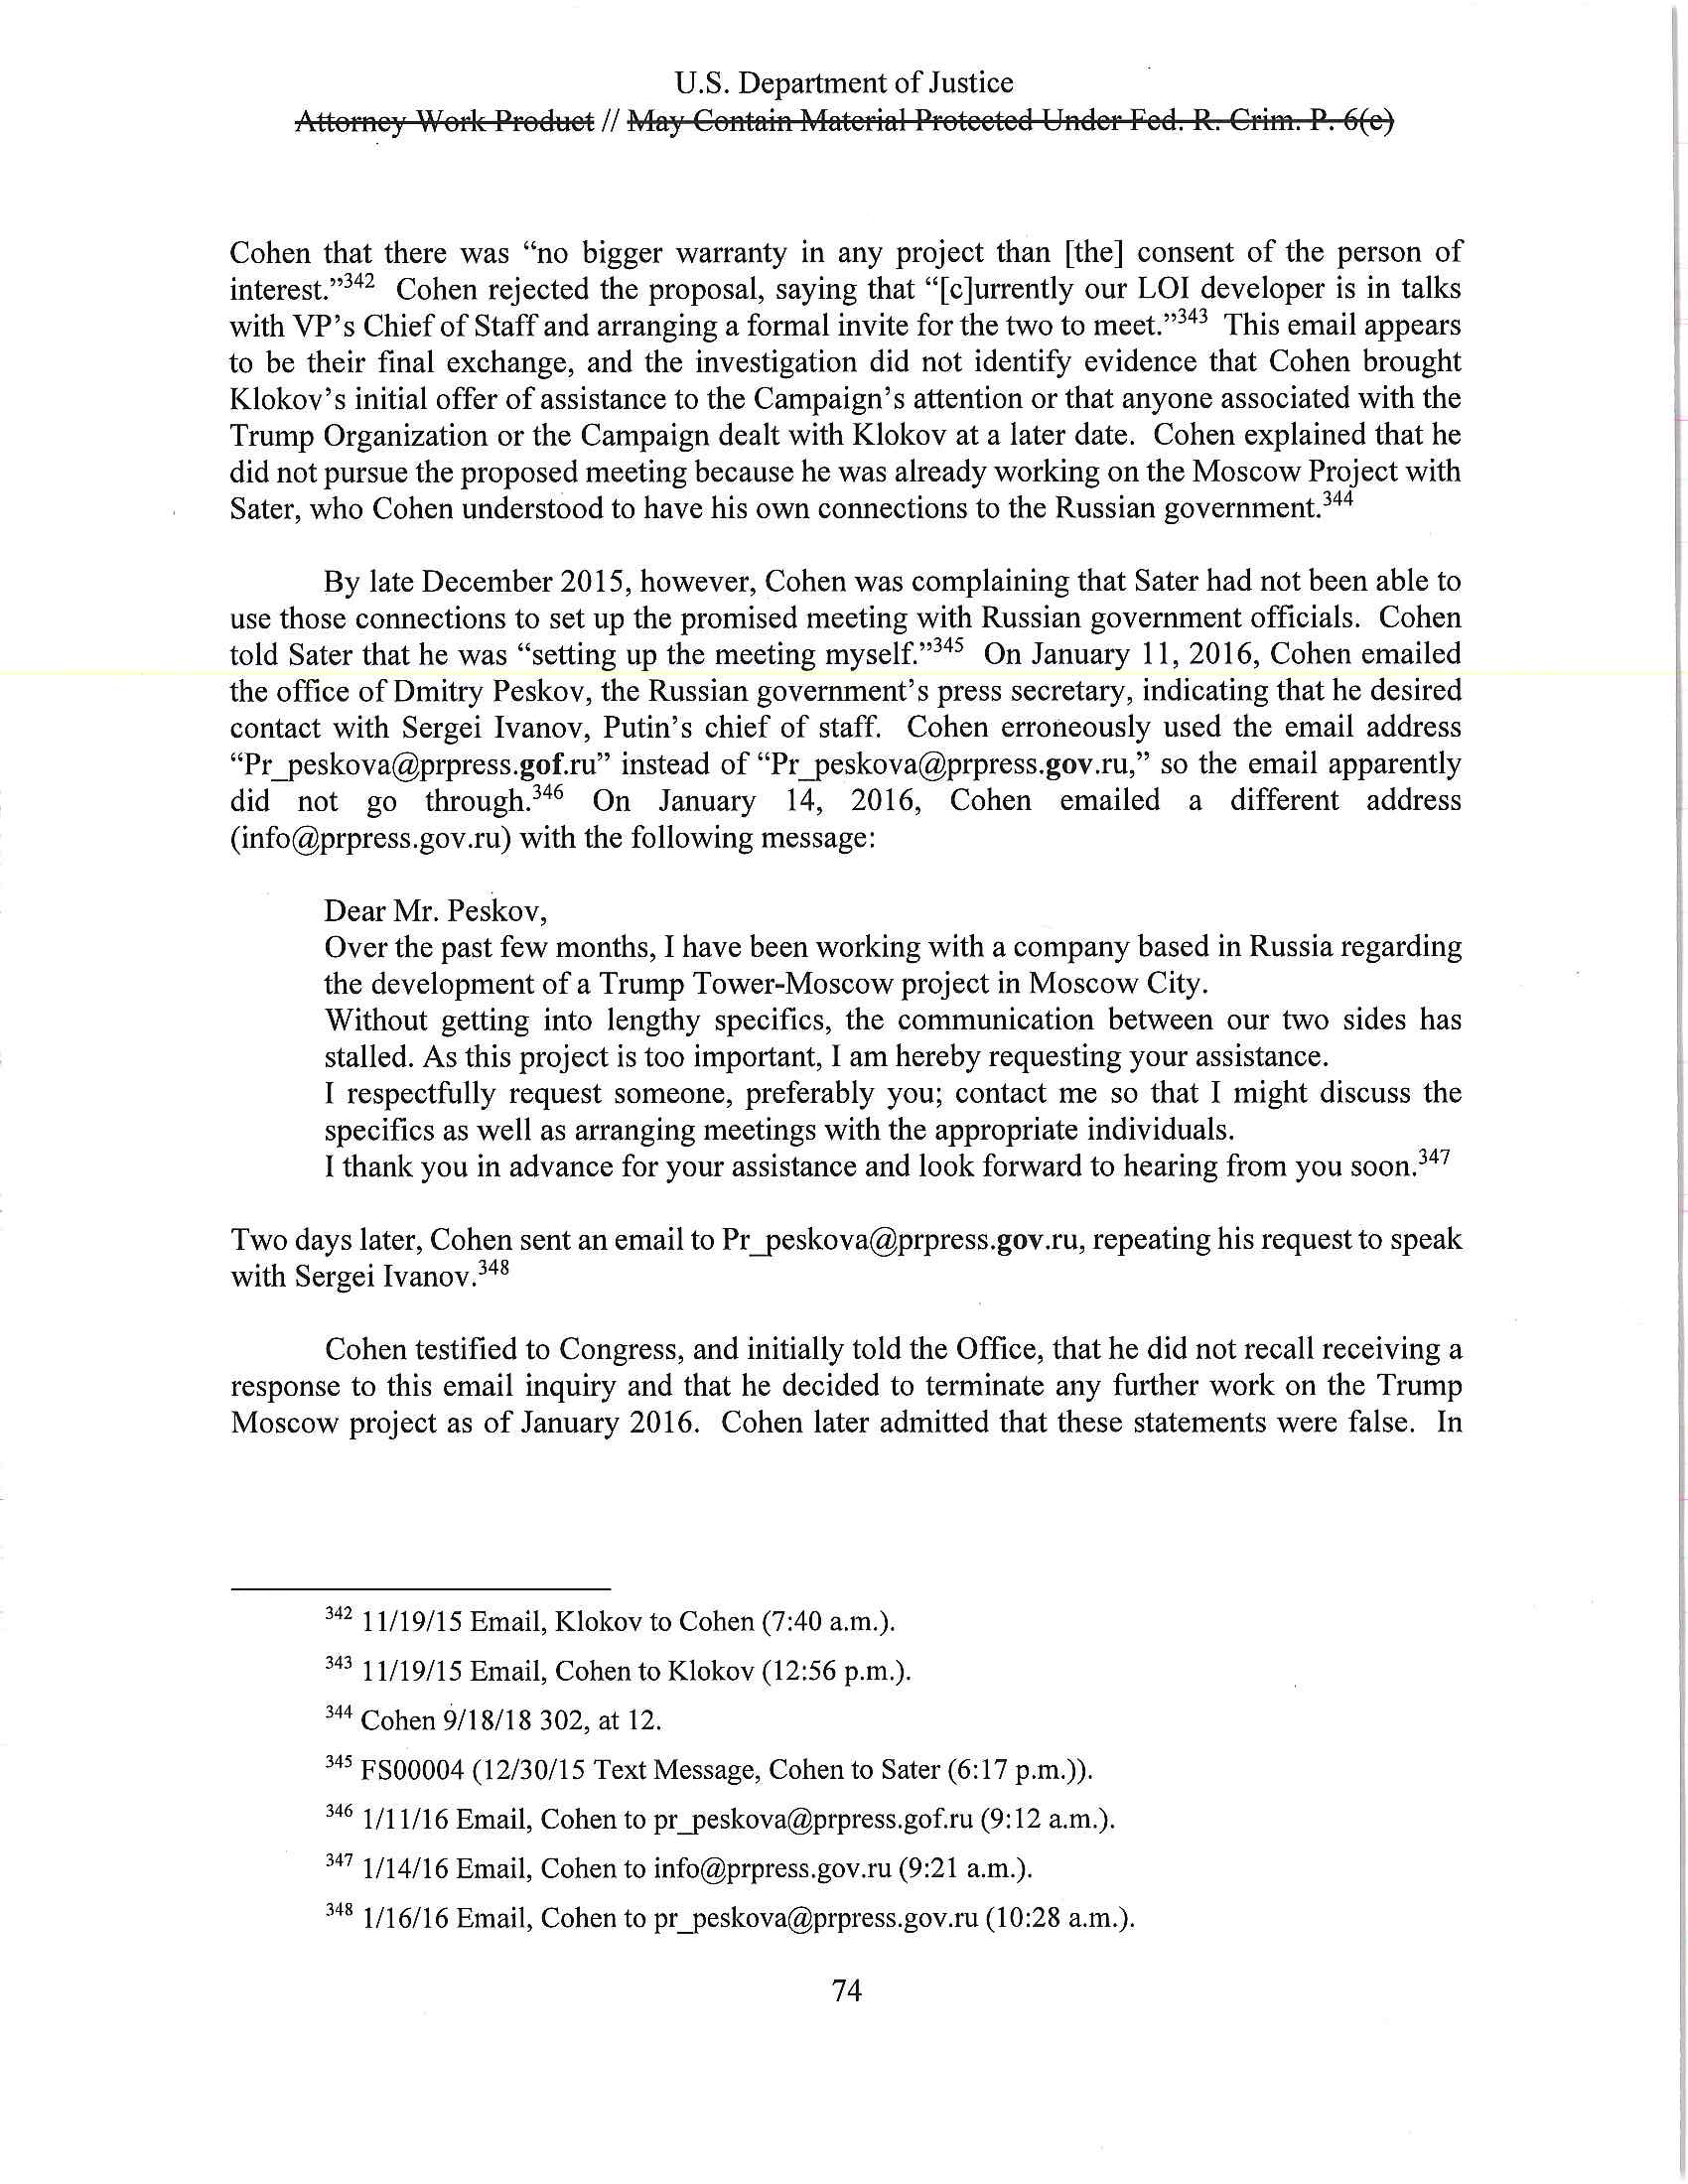 U.S. Department of Justice
Attorney Work Product // May Contain Material Protected Under Fed. R. Crim. P. 6(e)
Cohen that there was “no bigger warranty in any project than [the] consent of the person of
interest.”342 Cohen rejected the proposal, saying that “[c]urrently our LOI developer is in talks
with VP’s Chief of Staff and arranging a formal invite for the two to meet.”343 This email appears
to be their final exchange, and the investigation did not identify evidence that Cohen brought
Klokov’s initial offer of assistance to the Campaign’s attention or that anyone associated with the
Trump Organization or the Campaign dealt with Klokov at a later date. Cohen explained that he
did not pursue the proposed meeting because he was already working on the Moscow Project with
Sater, who Cohen understood to have his own connections to the Russian government.344
By late December 2015, however, Cohen was complaining that Sater had not been able to
use those connections to set up the promised meeting with Russian government officials. Cohen
told Sater that he was “setting up the meeting myself.”345 On January 11, 2016, Cohen emailed
the office of Dmitry Peskov, the Russian government’s press secretary, indicating that he desired
contact with Sergei Ivanov, Putin’s chief of staff. Cohen erroneously used the email address
“Pr_peskova@prpress.gof.ru” instead of “Pr_peskova@prpress.gov.ru,” so the email apparently
did not go through.346 On January 14, 2016, Cohen emailed a different address
(info@prpress.gov.ru) with the following message:
Dear Mr. Peskov,
Over the past few months, I have been working with a company based in Russia regarding
the development of a Trump Tower-Moscow project in Moscow City.
Without getting into lengthy specifics, the communication between our two sides has
stalled. As this project is too important, I am hereby requesting your assistance.
I respectfully request someone, preferably you; contact me so that I might discuss the
specifics as well as arranging meetings with the appropriate individuals.
I thank you in advance for your assistance and look forward to hearing from you soon.347
Two days later, Cohen sent an email to Pr_peskova@prpress.gov.ru, repeating his request to speak
with Sergei Ivanov.348
Cohen testified to Congress, and initially told the Office, that he did not recall receiving a
response to this email inquiry and that he decided to terminate any further work on the Trump
Moscow project as of January 2016. Cohen later admitted that these statements were false. In
342 11/19/15 Email, Klokov to Cohen (7:40 a.m.).
343 11/19/15 Email, Cohen to Klokov (12:56 p.m.).
344 Cohen 9/18/18 302, at 12.
345 FS00004 (12/30/15 Text Message, Cohen to Sater (6:17 p.m.)).
346 1/11/16 Email, Cohen to pr_peskova@prpress.gof.ru (9:12 a.m.).
347 1/14/16 Email, Cohen to info@prpress.gov.ru (9:21 a.m.).
348 1/16/16 Email, Cohen to pr_peskova@prpress.gov.ru (10:28 a.m.).
74